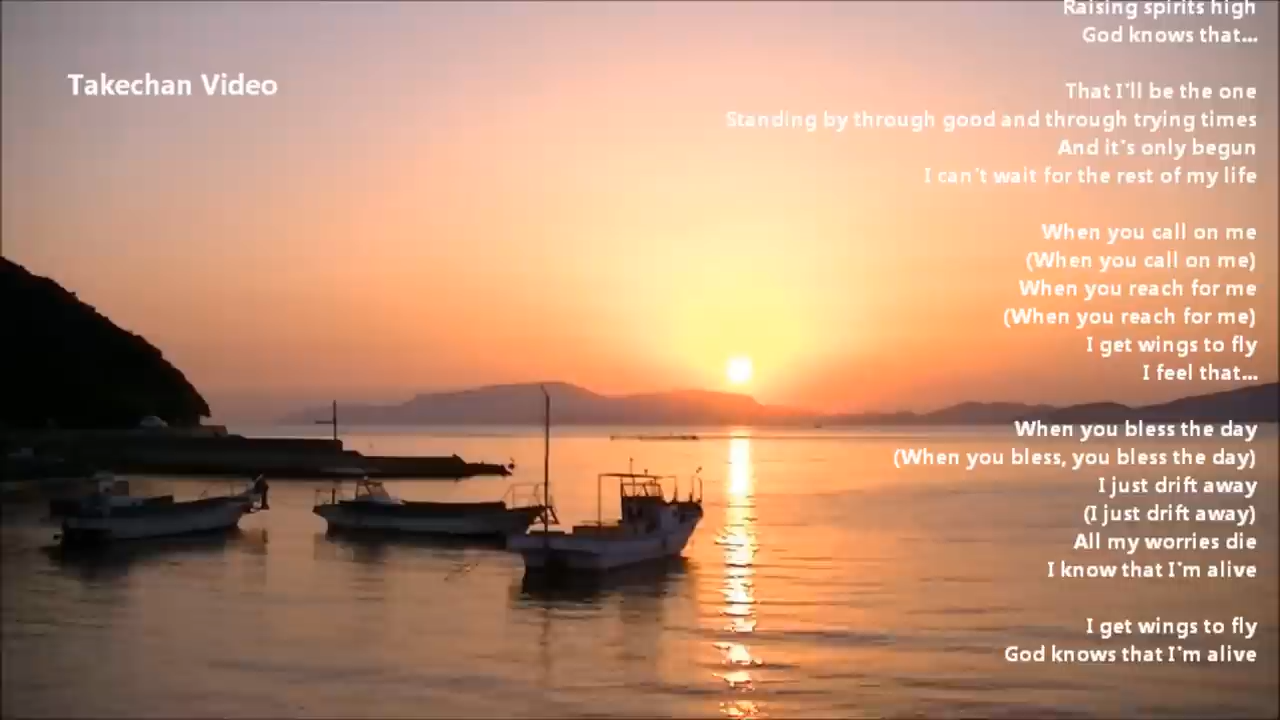 Raising spirits high
God knows that...
Takechan Video
That I'll be the one
Standing by through good and through trying times
And it's only begun
I can't wait for the rest of my life
When you call on me
(When you call on me)
When you reach for me
(When you reach for me)
I get wings to fly
I feel that...
When you bless the day
(When you bless, you bless the day)
I just drift away
(I just drift away)
All my worries die
I know that I'm alive
I get wings to fly
God knows that I'm alive